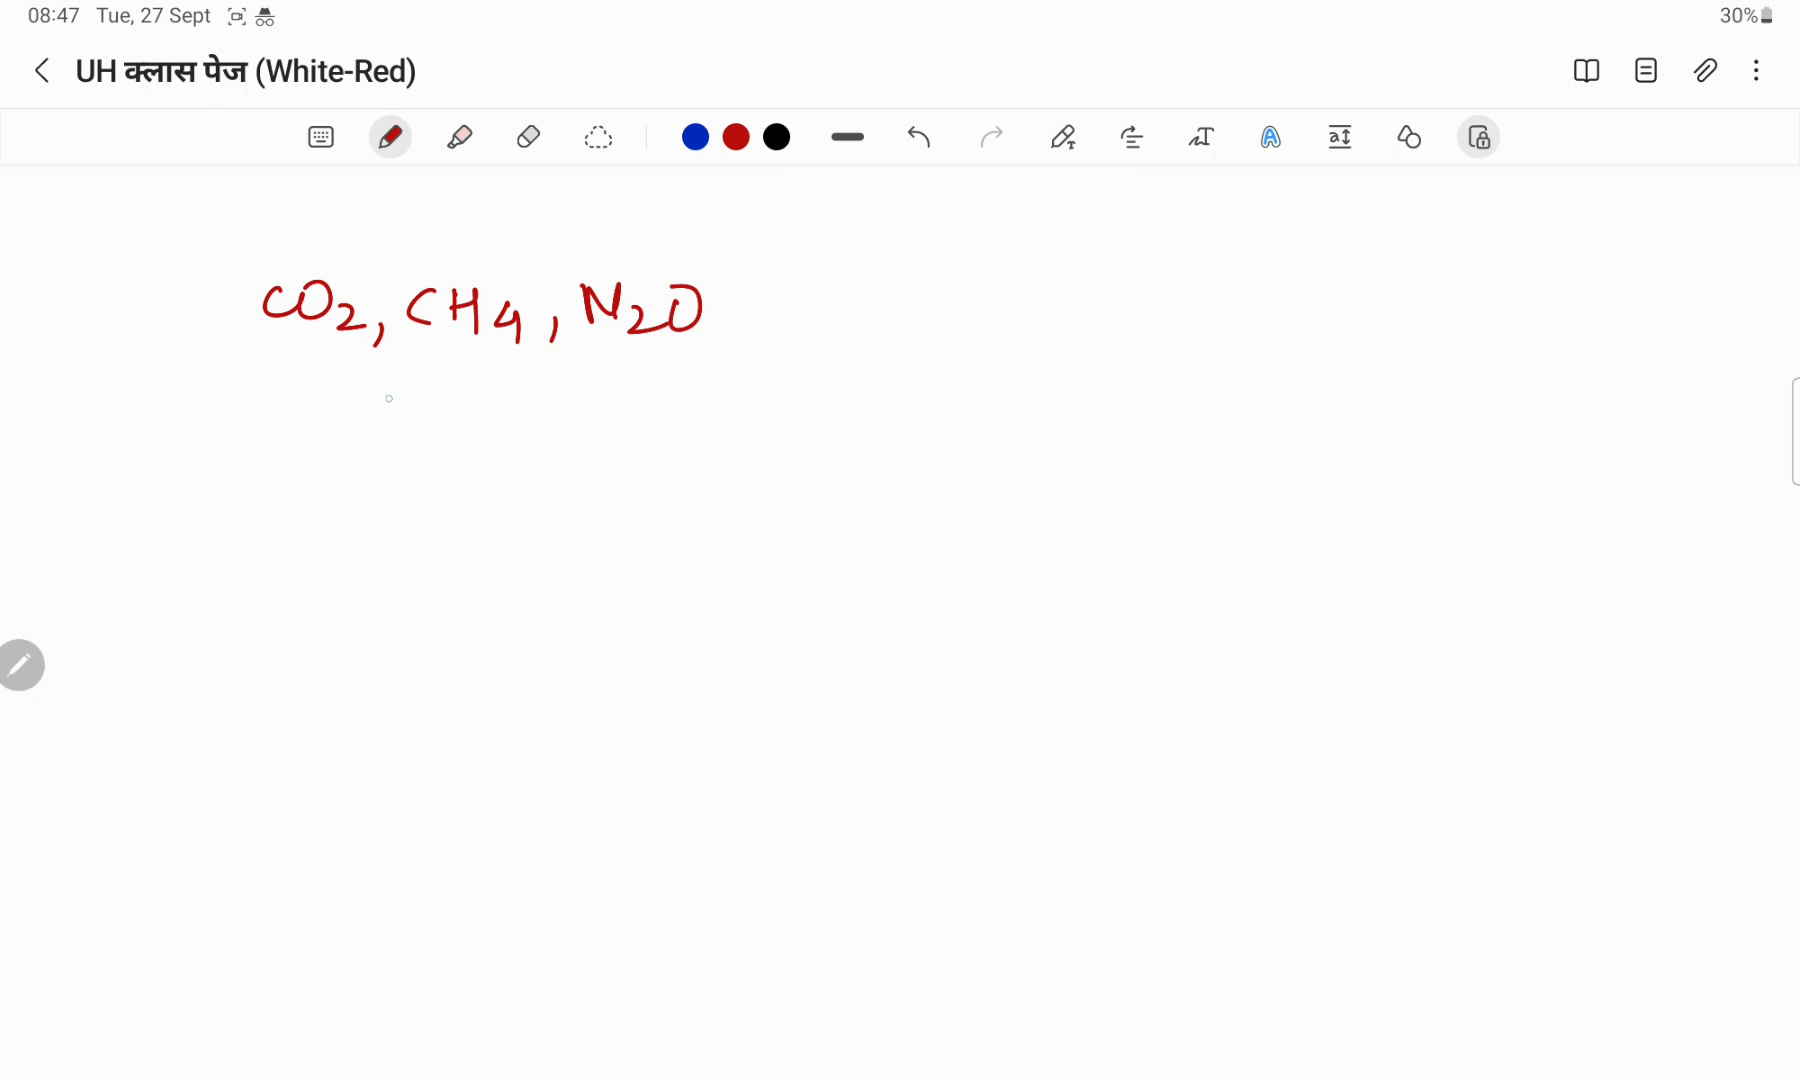 08:47 Tue, 27 Sept 30%
UH क्लास पेज (White-Red)
CO2, CH4, N2O